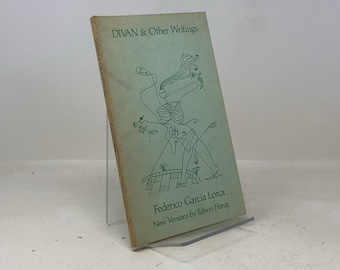 DIVAN & Other Writings
Federico García Lorca
New Versions by Edwin Honig